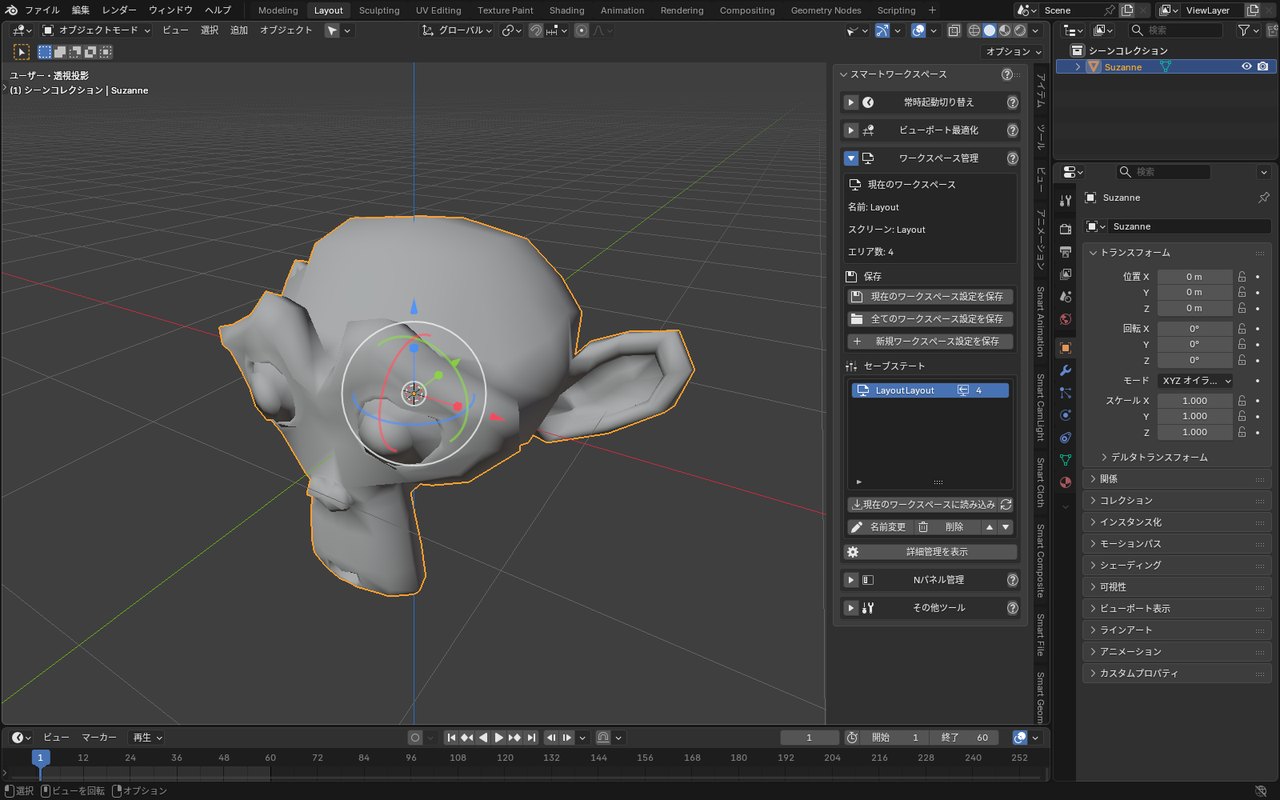 ファイル 編集 レンダー ウィンドウ ヘルプ Modeling Layout Sculpting UV Editing Texture Paint Shading Animation Rendering Compositing Geometry Nodes Scripting + Scene ViewLayer
オブジェクトモード ビュー 選択 追加 オブジェクト グローバル 検索
オプション
ユーザー・透視投影
(1) シーンコレクション | Suzanne
スマートワークスペース
常時起動切り替え
ビューポート最適化
ワークスペース管理
現在のワークスペース
名前: Layout
スクリーン: Layout
エリア数: 4
保存
現在のワークスペース設定を保存
全てのワークスペース設定を保存
新規ワークスペース設定を保存
セーブステート
LayoutLayout 4
現在のワークスペースに読み込み
名前変更 削除
詳細管理を表示
Nパネル管理
その他ツール
アイテム
ツール
ビュー
アニメーション
Smart Animation
Smart CamLight
Smart Cloth
Smart Composite
Smart File
Smart Geom
シーンコレクション
Suzanne
検索
Suzanne
Suzanne
トランスフォーム
位置 X 0 m
Y 0 m
Z 0 m
回転 X 0°
Y 0°
Z 0°
モード XYZ オイラ...
スケール X 1.000
Y 1.000
Z 1.000
デルタトランスフォーム
関係
コレクション
インスタンス化
モーションパス
シェーディング
可視性
ビューポート表示
ラインアート
アニメーション
カスタムプロパティ
ビュー マーカー 再生 1 開始 1 終了 60
1 12 24 36 48 60 72 84 96 108 120 132 144 156 168 180 192 204 216 228 240 252
選択 ビューを回転 オプション